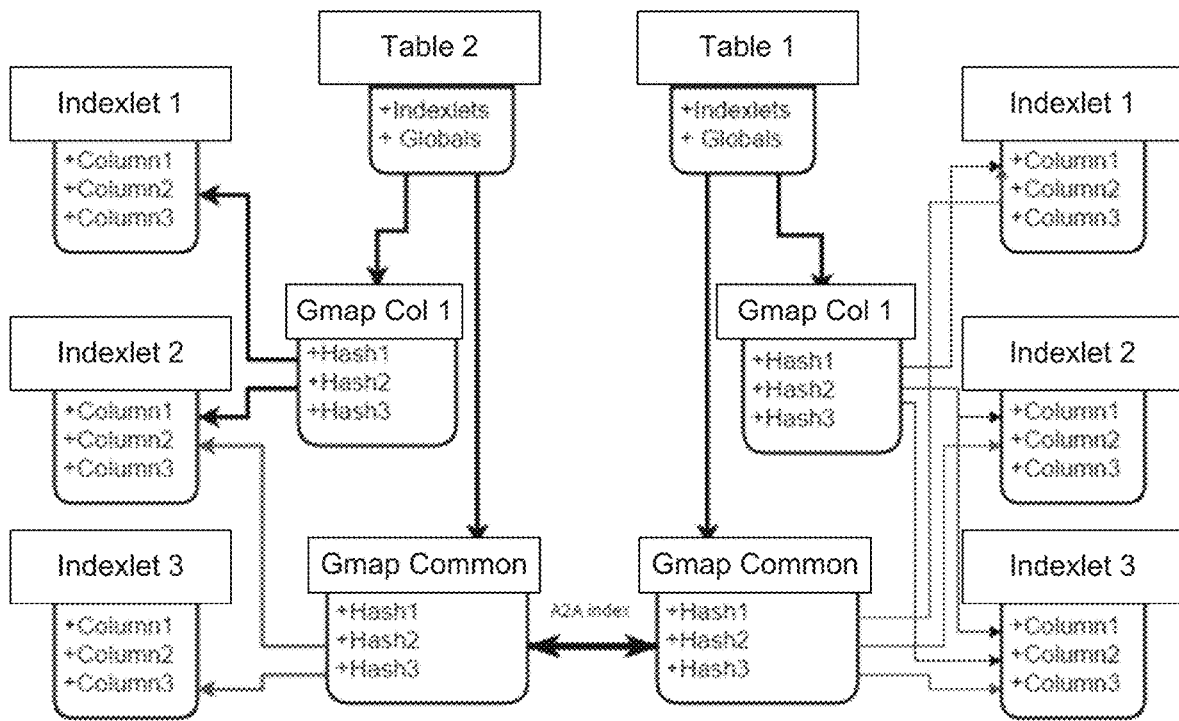 Table 2
+Indexlets
+ Globals
Table 1
+Indexlets
+ Globals
Indexlet 1
+Column1
+Column2
+Column3
Indexlet 1
+Column1
+Column2
+Column3
Gmap Col 1
+Hash1
+Hash2
+Hash3
Gmap Col 1
+Hash1
+Hash2
+Hash3
Indexlet 2
+Column1
+Column2
+Column3
Indexlet 2
+Column1
+Column2
+Column3
Indexlet 3
+Column1
+Column2
+Column3
Gmap Common
+Hash1
+Hash2
+Hash3
A2A index
Gmap Common
+Hash1
+Hash2
+Hash3
Indexlet 3
+Column1
+Column2
+Column3